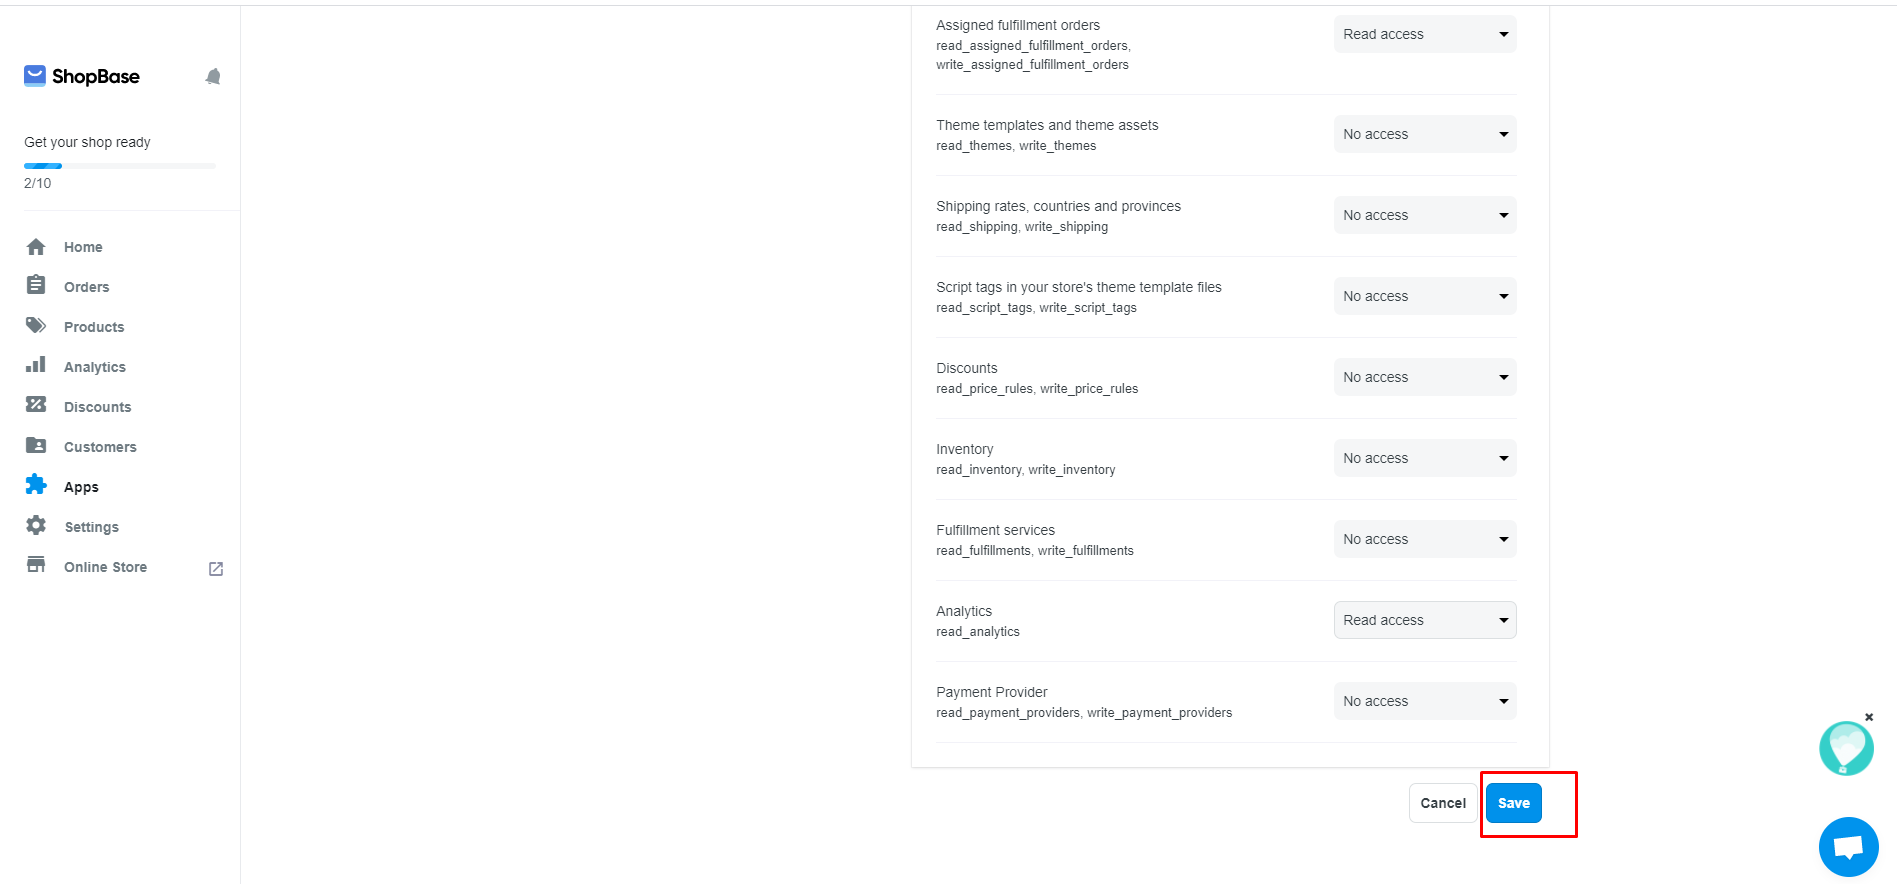 ShopBase
Get your shop ready
2/10
Home
Orders
Products
Analytics
Discounts
Customers
Apps
Settings
Online Store
Assigned fulfillment orders
read_assigned_fulfillment_orders,
write_assigned_fulfillment_orders
Read access
Theme templates and theme assets
read_themes, write_themes
No access
Shipping rates, countries and provinces
read_shipping, write_shipping
No access
Script tags in your store's theme template files
read_script_tags, write_script_tags
No access
Discounts
read_price_rules, write_price_rules
No access
Inventory
read_inventory, write_inventory
No access
Fulfillment services
read_fulfillments, write_fulfillments
No access
Analytics
read_analytics
Read access
Payment Provider
read_payment_providers, write_payment_providers
No access
Cancel
Save